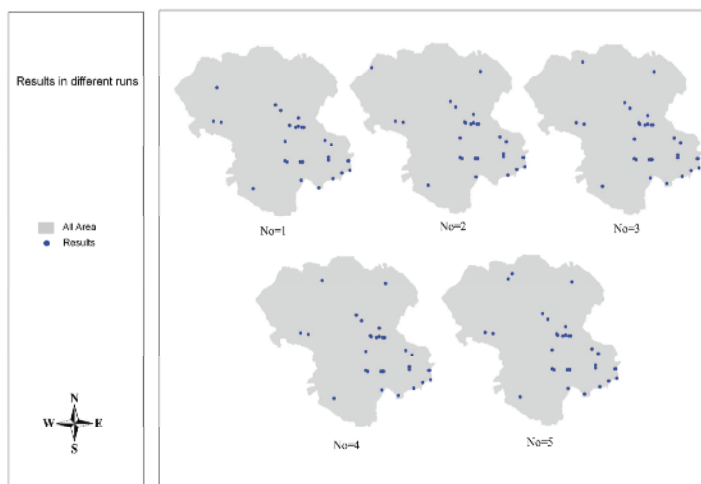 Results in different runs
All Area
Results
N
W E
S
No=1
No=2
No=3
No=4
No=5